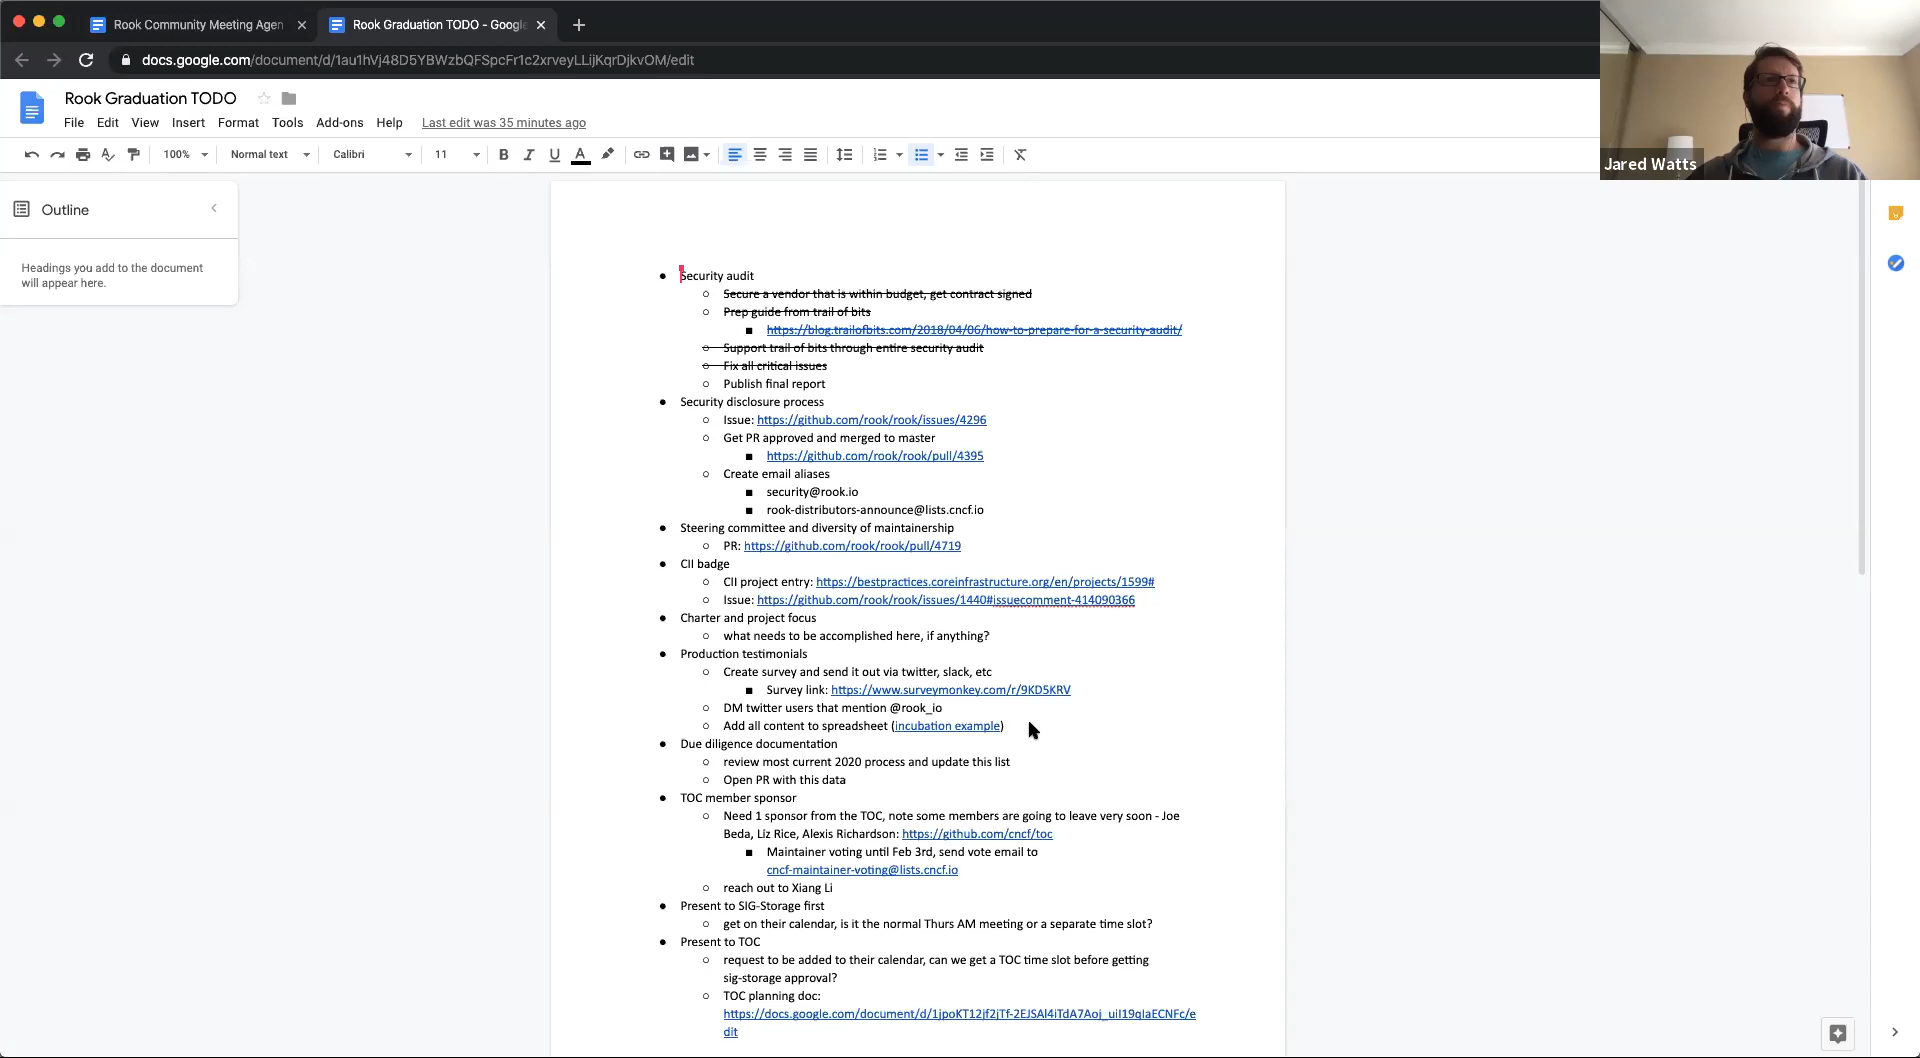 Rook Community Meeting Agen
Rook Graduation TODO - Googl
docs.google.com/document/d/1au1hVj48D5YBWzbQFSpcFr1c2xrveyLLijKqrDjkvOM/edit
Rook Graduation TODO
File Edit View Insert Format Tools Add-ons Help Last edit was 35 minutes ago
100% Normal text Calibri 11 B I U A
Jared Watts
Outline
Headings you add to the document
will appear here.
● Security audit
○ Secure a vendor that is within budget, get contract signed
○ Prep guide from trail of bits
■ https://blog.trailofbits.com/2018/04/06/how-to-prepare-for-a-security-audit/
○ Support trail of bits through entire security audit
○ Fix all critical issues
○ Publish final report
● Security disclosure process
○ Issue: https://github.com/rook/rook/issues/4296
○ Get PR approved and merged to master
■ https://github.com/rook/rook/pull/4395
○ Create email aliases
■ security@rook.io
■ rook-distributors-announce@lists.cncf.io
● Steering committee and diversity of maintainership
○ PR: https://github.com/rook/rook/pull/4719
● CII badge
○ CII project entry: https://bestpractices.coreinfrastructure.org/en/projects/1599#
○ Issue: https://github.com/rook/rook/issues/1440#issuecomment-414090366
● Charter and project focus
○ what needs to be accomplished here, if anything?
● Production testimonials
○ Create survey and send it out via twitter, slack, etc
■ Survey link: https://www.surveymonkey.com/r/9KD5KRV
○ DM twitter users that mention @rook_io
○ Add all content to spreadsheet (incubation example)
● Due diligence documentation
○ review most current 2020 process and update this list
○ Open PR with this data
● TOC member sponsor
○ Need 1 sponsor from the TOC, note some members are going to leave very soon - Joe
Beda, Liz Rice, Alexis Richardson: https://github.com/cncf/toc
■ Maintainer voting until Feb 3rd, send vote email to
cncf-maintainer-voting@lists.cncf.io
○ reach out to Xiang Li
● Present to SIG-Storage first
○ get on their calendar, is it the normal Thurs AM meeting or a separate time slot?
● Present to TOC
○ request to be added to their calendar, can we get a TOC time slot before getting
sig-storage approval?
○ TOC planning doc:
https://docs.google.com/document/d/1jpoKT12jf2jTf-2EJSAl4iTdA7Aoj_uiI19qIaECNFc/e
dit